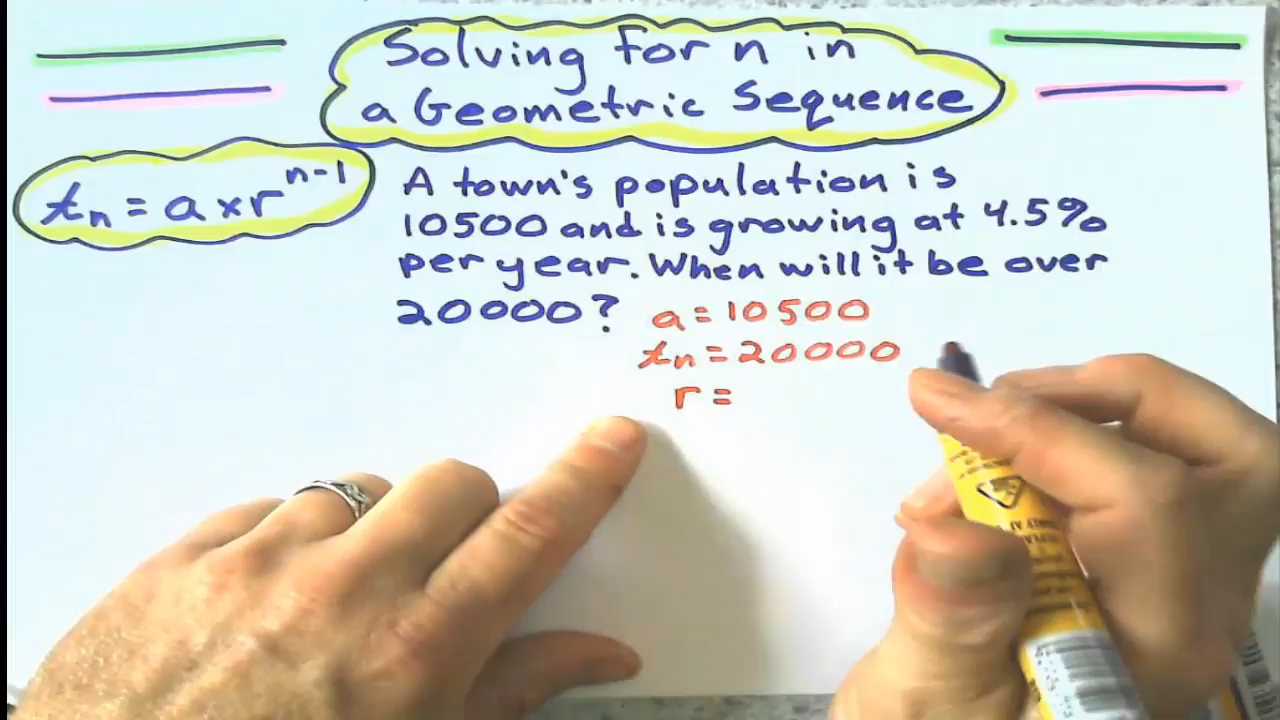 Solving for n in
a Geometric Sequence
tn = a x r^n-1
A town's population is
10500 and is growing at 4.5%
per year. When will it be over
20000?
a = 10500
tn = 20000
r =